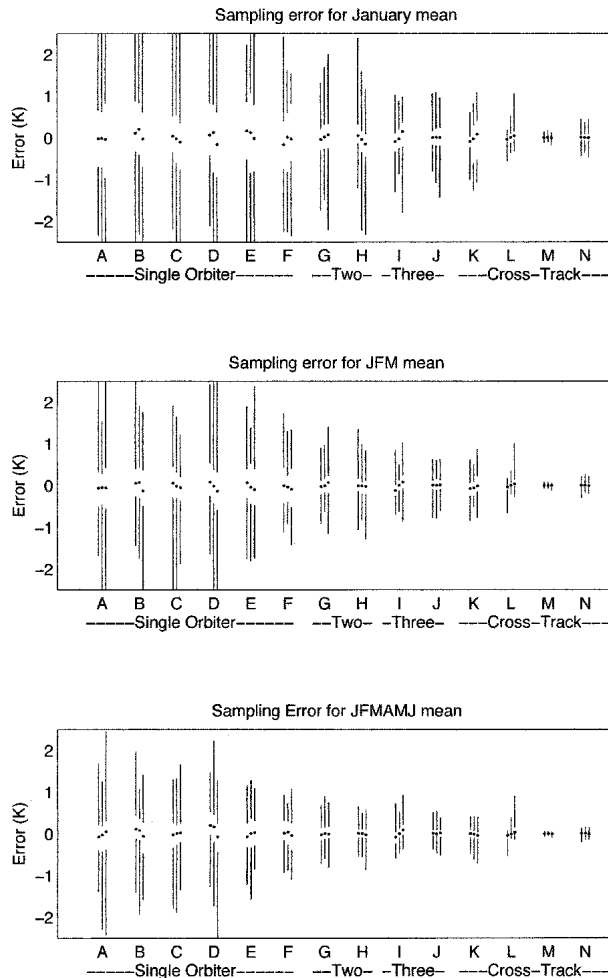 Sampling error for January mean
Error (K)
2
1
0
−1
−2
A B C D E F G H I J K L M N
−−−−−Single Orbiter−−−−−− −−Two− −Three−− −−−Cross−Track −−−
Sampling error for JFM mean
Error (K)
2
1
0
−1
−2
A B C D E F G H I J K L M N
−−−−−Single Orbiter−−−−−− −−Two− −Three−− −−−Cross−Track −−−
Sampling Error for JFMAMJ mean
Error (K)
2
1
0
−1
−2
A B C D E F G H I J K L M N
−−−−−Single Orbiter−−−−−− −−Two− −Three−− −−−Cross−Track −−−